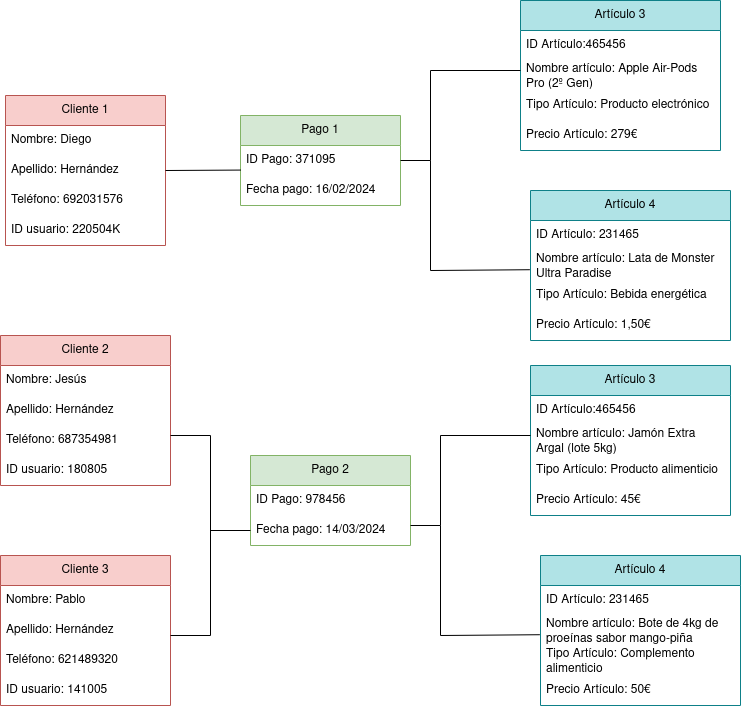 Cliente 1
Nombre: Diego
Apellido: Hernández
Teléfono: 692031576
ID usuario: 220504K
Pago 1
ID Pago: 371095
Fecha pago: 16/02/2024
Artículo 3
ID Artículo:465456
Nombre artículo: Apple Air-Pods
Pro (2º Gen)
Tipo Artículo: Producto electrónico
Precio Artículo: 279€
Artículo 4
ID Artículo: 231465
Nombre artículo: Lata de Monster
Ultra Paradise
Tipo Artículo: Bebida energética
Precio Artículo: 1,50€
Cliente 2
Nombre: Jesús
Apellido: Hernández
Teléfono: 687354981
ID usuario: 180805
Cliente 3
Nombre: Pablo
Apellido: Hernández
Teléfono: 621489320
ID usuario: 141005
Pago 2
ID Pago: 978456
Fecha pago: 14/03/2024
Artículo 3
ID Artículo:465456
Nombre artículo: Jamón Extra
Argal (lote 5kg)
Tipo Artículo: Producto alimenticio
Precio Artículo: 45€
Artículo 4
ID Artículo: 231465
Nombre artículo: Bote de 4kg de
proeínas sabor mango-piña
Tipo Artículo: Complemento
alimenticio
Precio Artículo: 50€